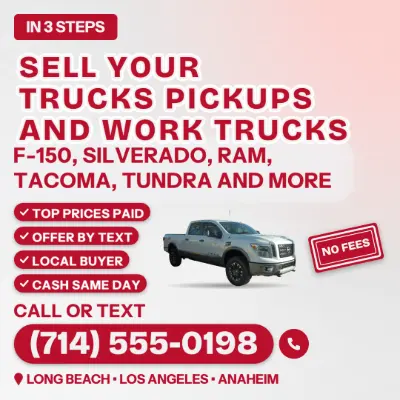 IN 3 STEPS
SELL YOUR
TRUCKS PICKUPS
AND WORK TRUCKS
F-150, SILVERADO, RAM,
TACOMA, TUNDRA AND MORE
TOP PRICES PAID
OFFER BY TEXT
LOCAL BUYER
CASH SAME DAY
NO FEES
CALL OR TEXT
(714) 555-0198
LONG BEACH • LOS ANGELES • ANAHEIM